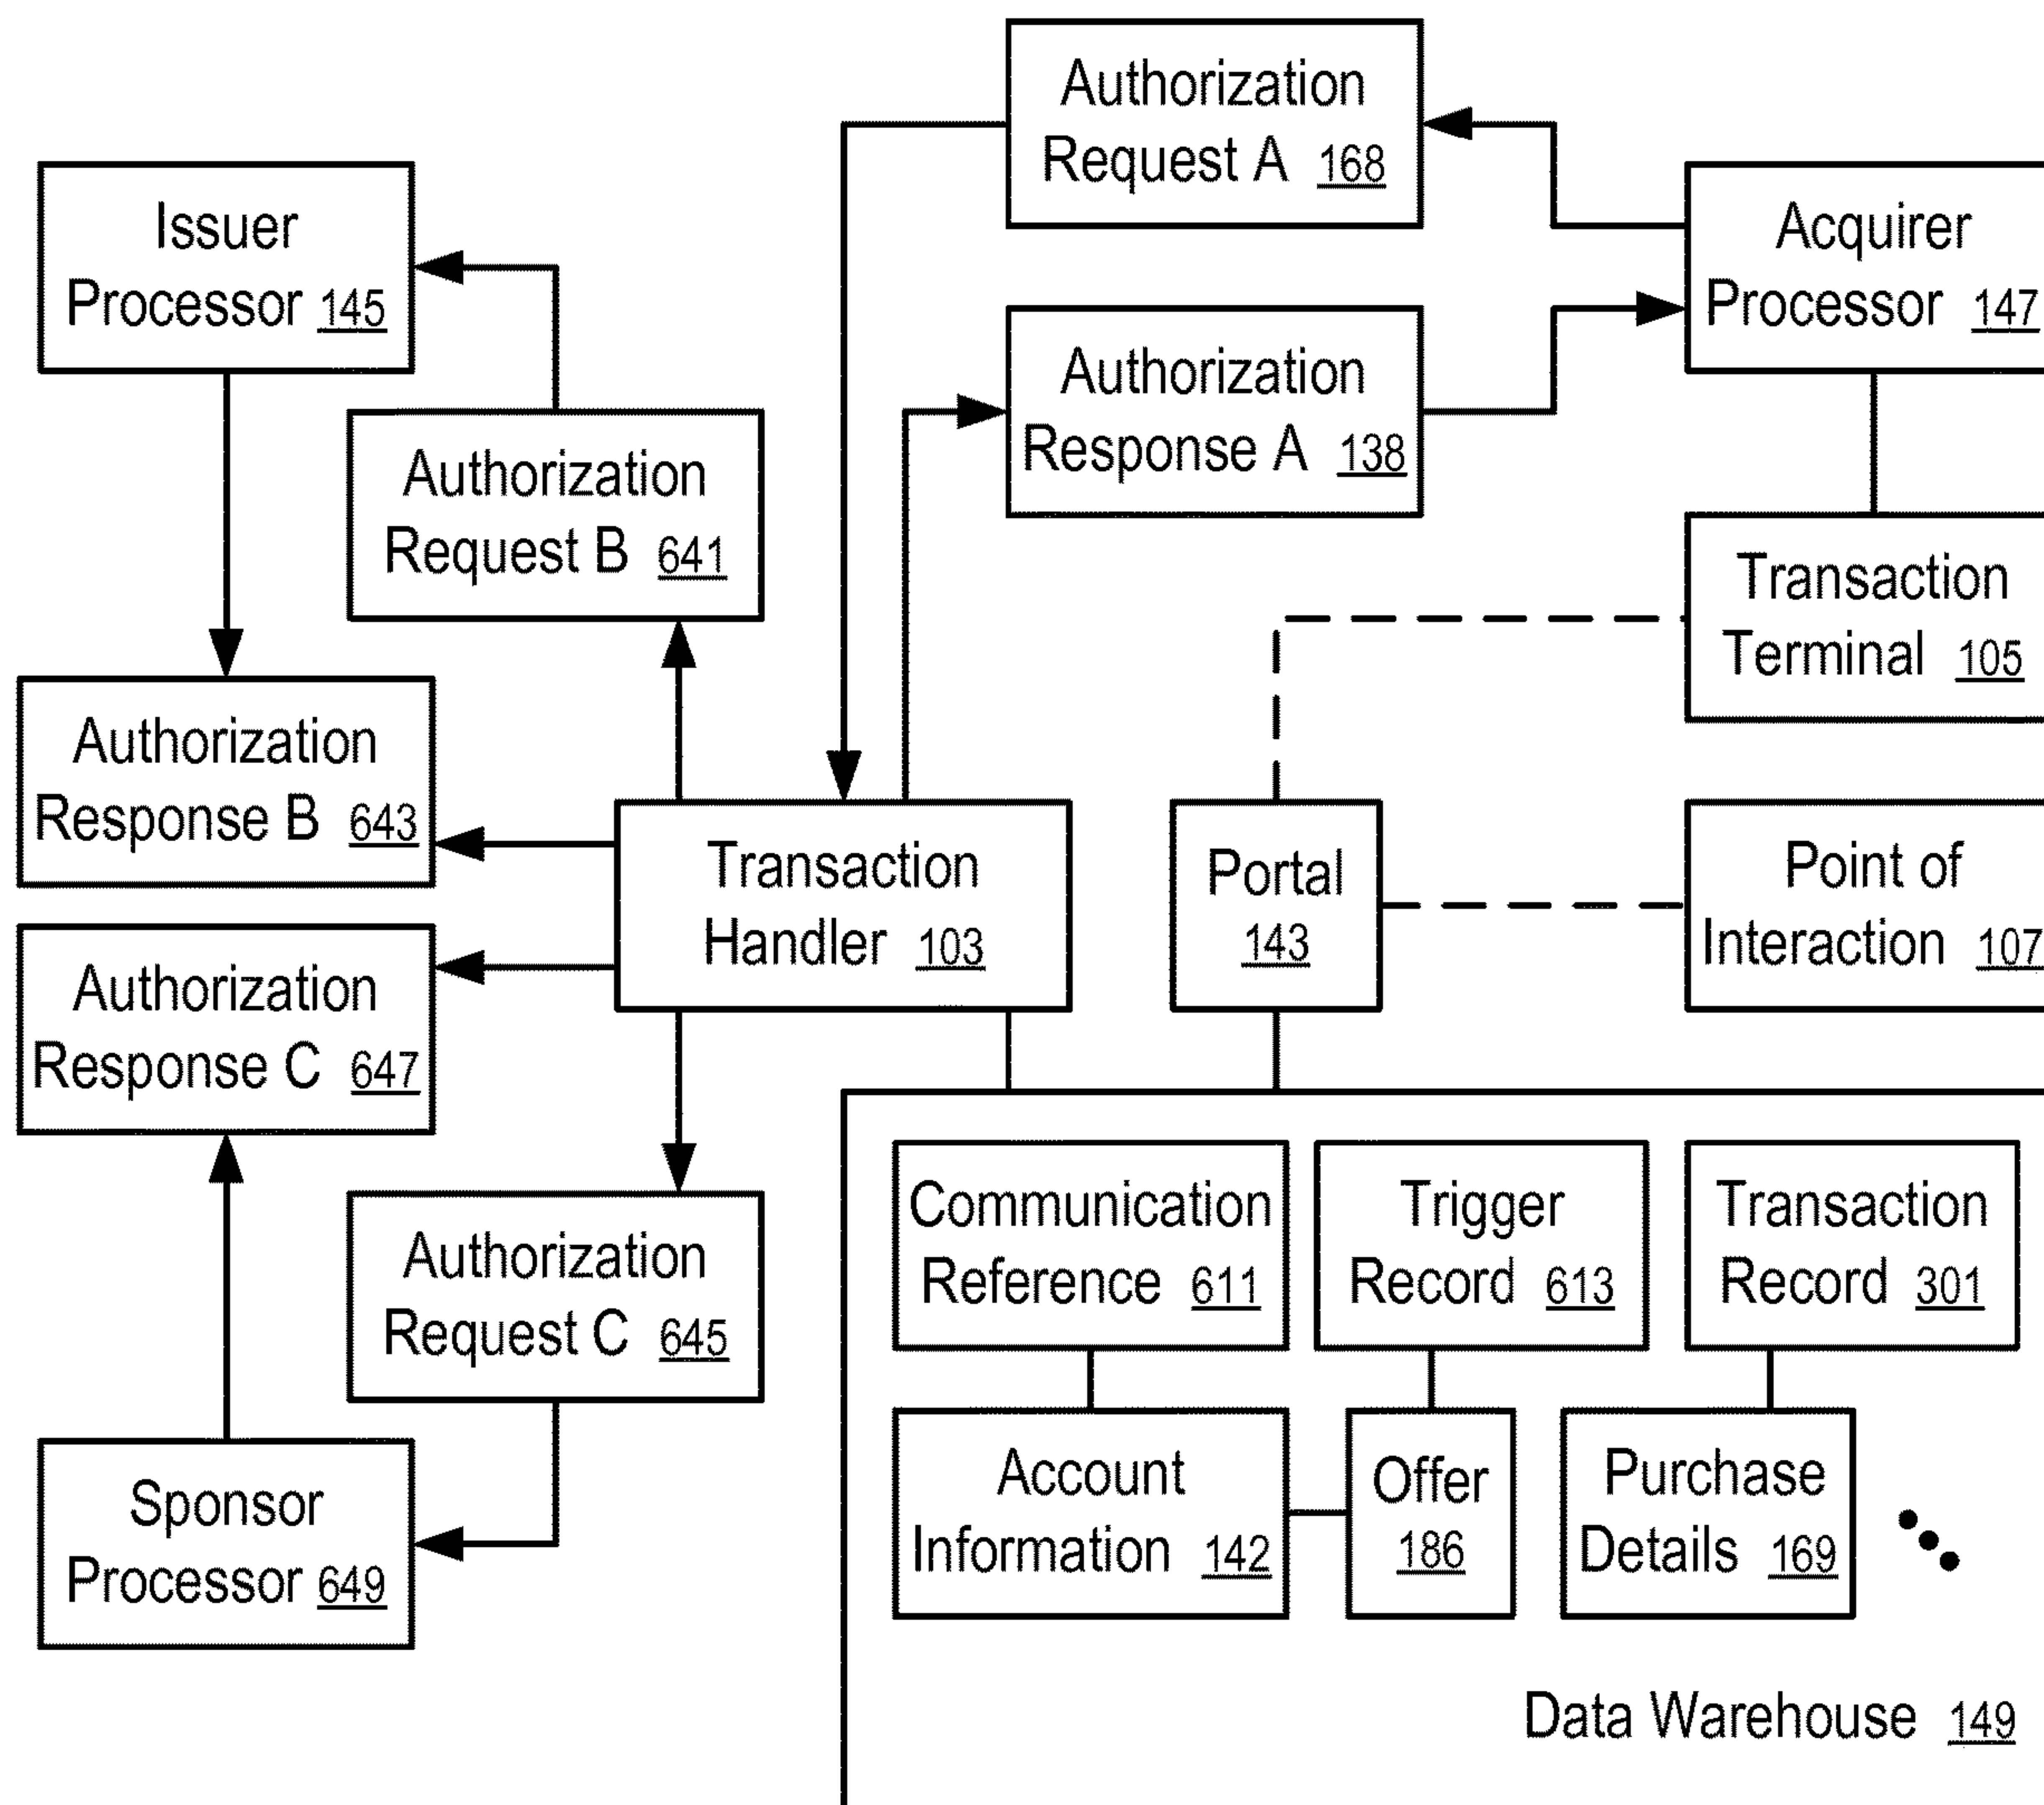 Authorization
Request A 168
Issuer
Processor 145
Acquirer
Processor 147
Authorization
Response A 138
Authorization
Request B 641
Transaction
Terminal 105
Authorization
Response B 643
Transaction
Handler 103
Portal
143
Point of
Interaction 107
Authorization
Response C 647
Communication
Reference 611
Trigger
Record 613
Transaction
Record 301
Authorization
Request C 645
Account
Information 142
Offer
186
Purchase
Details 169
Sponsor
Processor 649
Data Warehouse 149